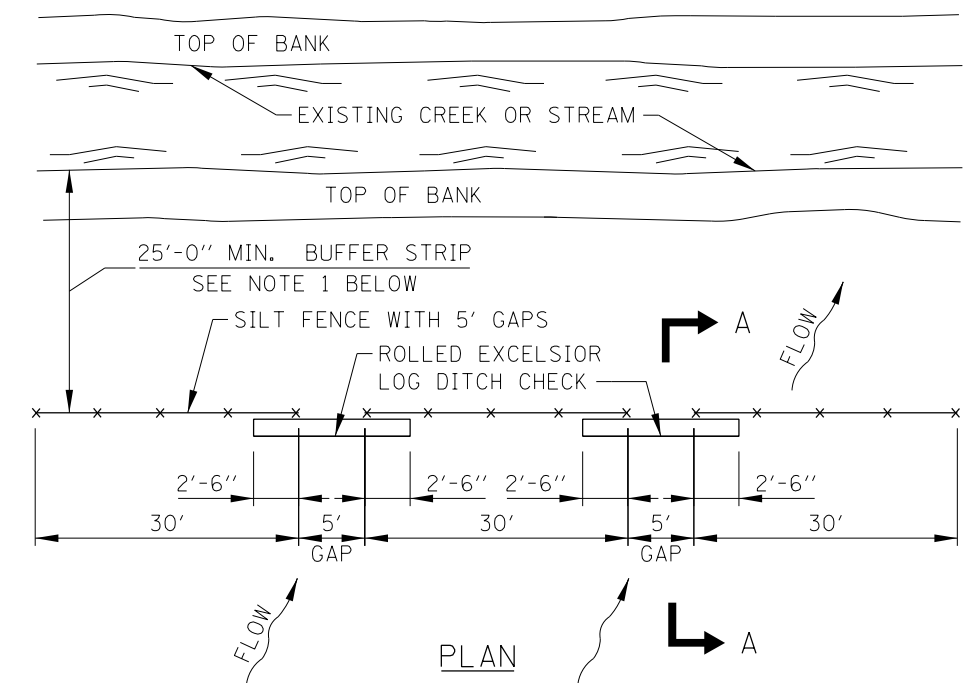 TOP OF BANK
EXISTING CREEK OR STREAM
TOP OF BANK
25'-0" MIN. BUFFER STRIP
SEE NOTE 1 BELOW
SILT FENCE WITH 5' GAPS
A
FLOW
ROLLED EXCELSIOR
LOG DITCH CHECK
2'-6" 2'-6" 2'-6" 2'-6"
30' 5' 30' 5' 30'
GAP GAP
FLOW
A
PLAN